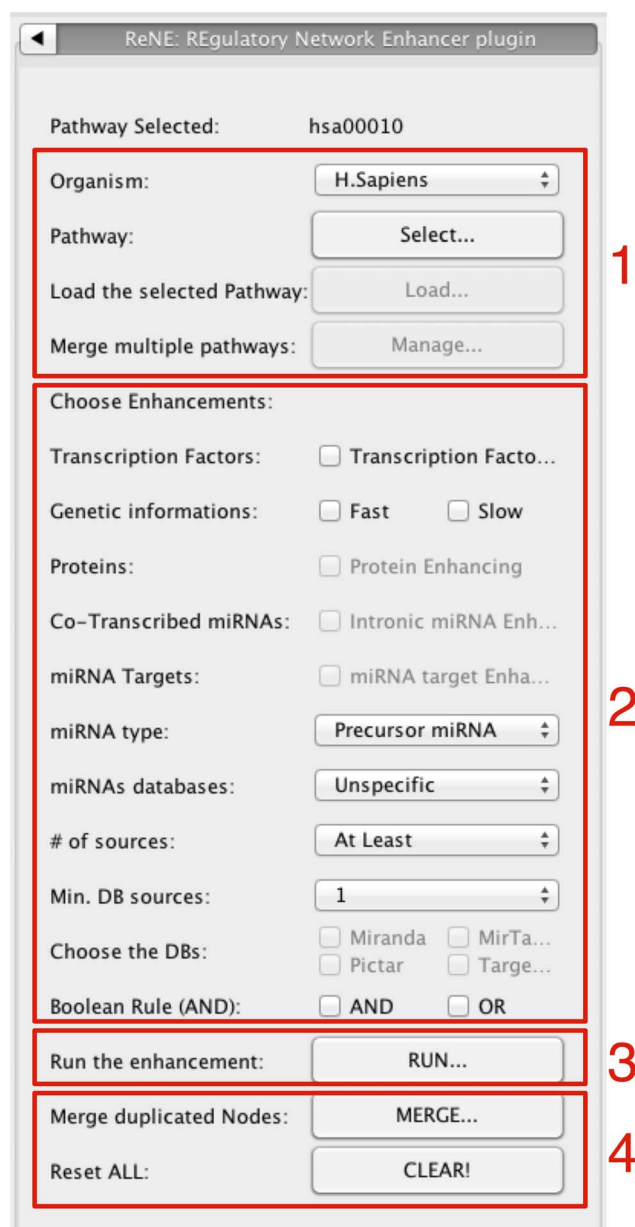 ◀ ReNE: REgulatory Network Enhancer plugin
Pathway Selected: hsa00010
Organism: H.Sapiens
Pathway: Select...
1
Load the selected Pathway: Load...
Merge multiple pathways: Manage...
Choose Enhancements:
Transcription Factors: Transcription Facto...
Genetic informations: Fast Slow
Proteins: Protein Enhancing
Co-Transcribed miRNAs: Intronic miRNA Enh...
miRNA Targets: miRNA target Enha...
2
miRNA type: Precursor miRNA
miRNAs databases: Unspecific
# of sources: At Least
Min. DB sources: 1
Choose the DBs: Miranda MirTa...
Pictar Targe...
Boolean Rule (AND): AND OR
Run the enhancement: RUN... 3
Merge duplicated Nodes: MERGE...
4
Reset ALL: CLEAR!